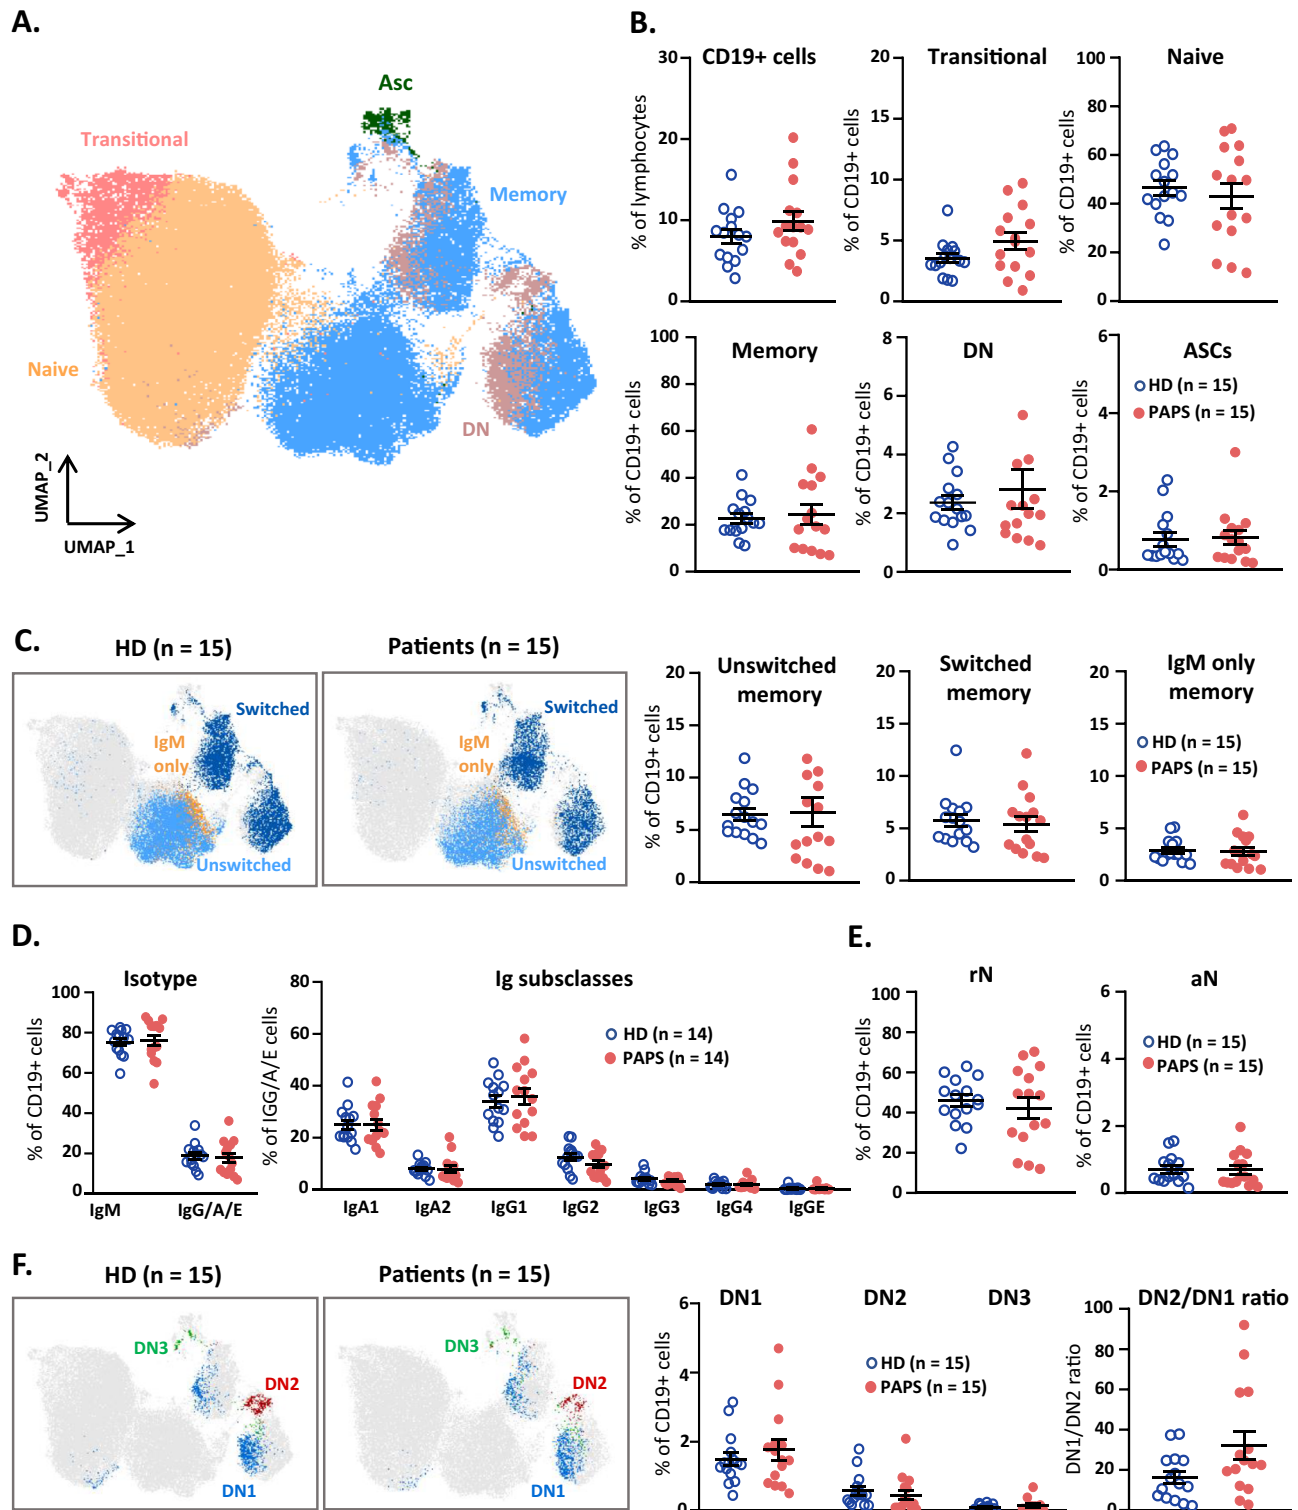 A.
Asc
Transitional
Memory
Naive
DN
UMAP_2
UMAP_1
B.
CD19+ cells
% of lymphocytes
30
20
10
0
Transitional
% of CD19+ cells
20
15
10
5
0
Naive
% of CD19+ cells
100
80
60
40
20
0
Memory
% of CD19+ cells
100
80
60
40
20
0
DN
% of CD19+ cells
8
6
4
2
0
ASCs
% of CD19+ cells
6
4
2
0
HD (n = 15)
PAPS (n = 15)
C.
HD (n = 15)
Switched
IgM
only
Unswitched
Patients (n = 15)
Switched
IgM
only
Unswitched
Unswitched
memory
% of CD19+ cells
20
15
10
5
0
Switched
memory
20
15
10
5
0
IgM only
memory
20
15
10
5
0
HD (n = 15)
PAPS (n = 15)
D.
Isotype
% of CD19+ cells
100
80
60
40
20
0
IgM
IgG/A/E
Ig subsclasses
% of IGG/A/E cells
80
60
40
20
0
HD (n = 14)
PAPS (n = 14)
IgA1
IgA2
IgG1
IgG2
IgG3
IgG4
IgGE
E.
rN
% of CD19+ cells
100
80
60
40
20
0
aN
% of CD19+ cells
6
4
2
0
HD (n = 15)
PAPS (n = 15)
F.
HD (n = 15)
DN3
DN2
DN1
Patients (n = 15)
DN3
DN2
DN1
DN1
DN2
DN3
% of CD19+ cells
6
4
2
0
HD (n = 15)
PAPS (n = 15)
DN2/DN1 ratio
DN1/DN2 ratio
100
80
60
40
20
0